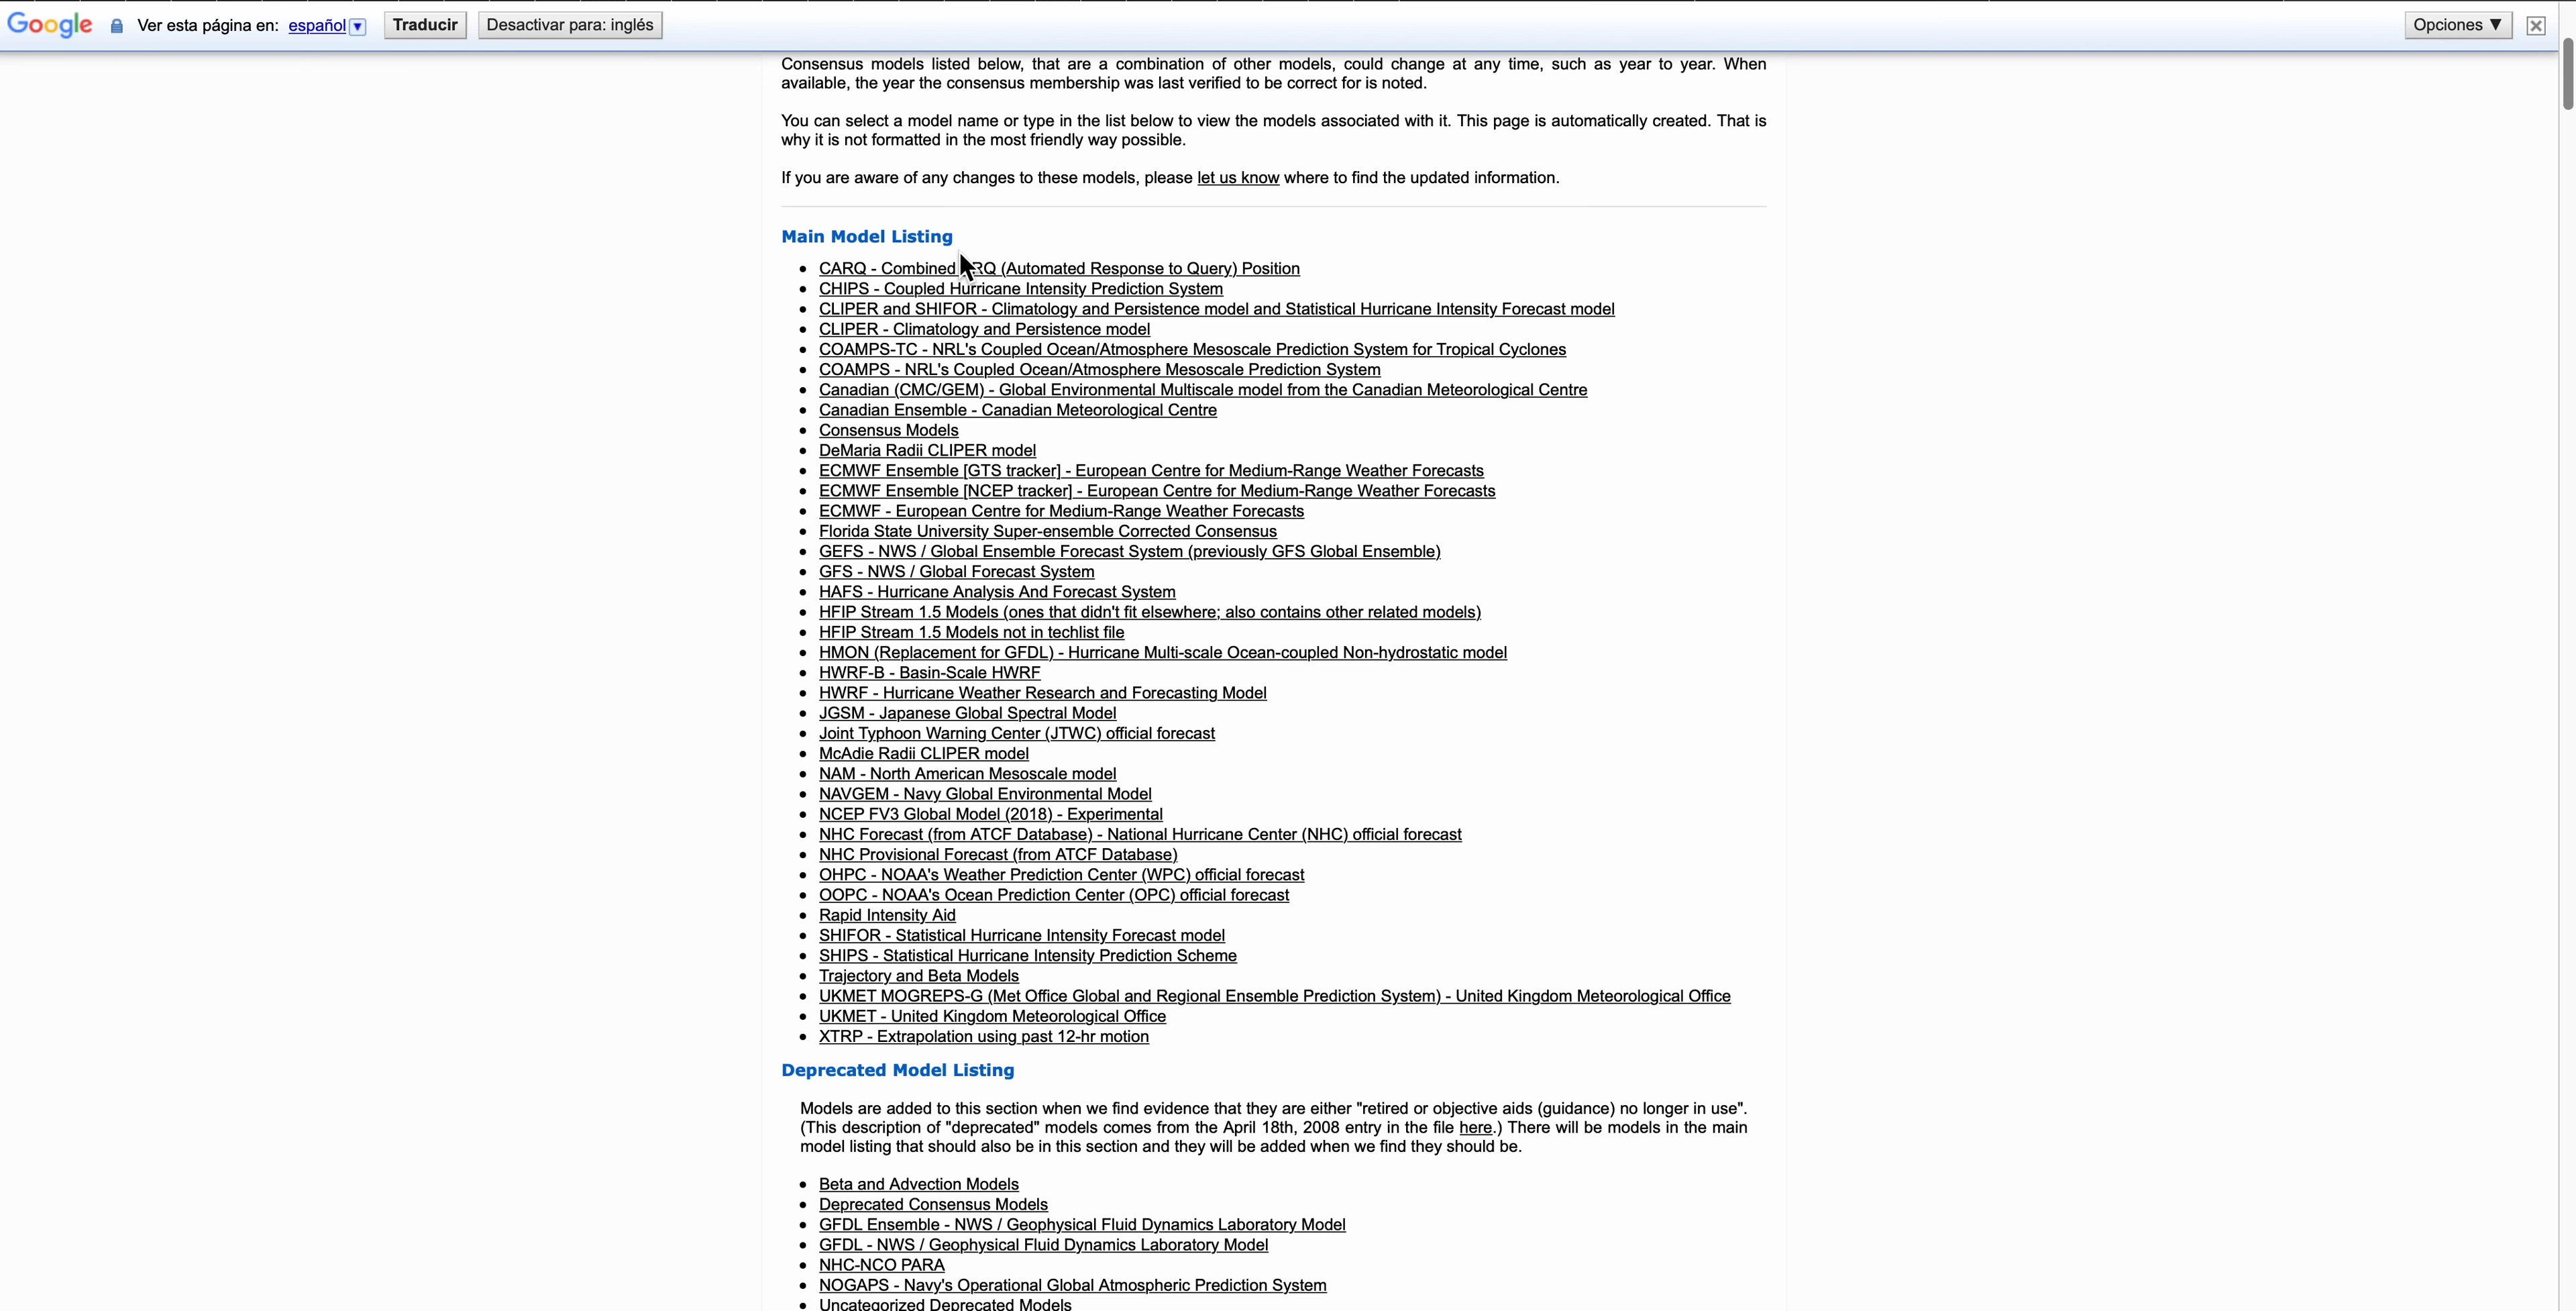 Google Ver esta página en: español Traducir Desactivar para: inglés Opciones ▼
Consensus models listed below, that are a combination of other models, could change at any time, such as year to year. When
available, the year the consensus membership was last verified to be correct for is noted.
You can select a model name or type in the list below to view the models associated with it. This page is automatically created. That is
why it is not formatted in the most friendly way possible.
If you are aware of any changes to these models, please let us know where to find the updated information.
Main Model Listing
CARQ - Combined RQ (Automated Response to Query) Position
CHIPS - Coupled Hurricane Intensity Prediction System
CLIPER and SHIFOR - Climatology and Persistence model and Statistical Hurricane Intensity Forecast model
CLIPER - Climatology and Persistence model
COAMPS-TC - NRL's Coupled Ocean/Atmosphere Mesoscale Prediction System for Tropical Cyclones
COAMPS - NRL's Coupled Ocean/Atmosphere Mesoscale Prediction System
Canadian (CMC/GEM) - Global Environmental Multiscale model from the Canadian Meteorological Centre
Canadian Ensemble - Canadian Meteorological Centre
Consensus Models
DeMaria Radii CLIPER model
ECMWF Ensemble [GTS tracker] - European Centre for Medium-Range Weather Forecasts
ECMWF Ensemble [NCEP tracker] - European Centre for Medium-Range Weather Forecasts
ECMWF - European Centre for Medium-Range Weather Forecasts
Florida State University Super-ensemble Corrected Consensus
GEFS - NWS / Global Ensemble Forecast System (previously GFS Global Ensemble)
GFS - NWS / Global Forecast System
HAFS - Hurricane Analysis And Forecast System
HFIP Stream 1.5 Models (ones that didn't fit elsewhere; also contains other related models)
HFIP Stream 1.5 Models not in techlist file
HMON (Replacement for GFDL) - Hurricane Multi-scale Ocean-coupled Non-hydrostatic model
HWRF-B - Basin-Scale HWRF
HWRF - Hurricane Weather Research and Forecasting Model
JGSM - Japanese Global Spectral Model
Joint Typhoon Warning Center (JTWC) official forecast
McAdie Radii CLIPER model
NAM - North American Mesoscale model
NAVGEM - Navy Global Environmental Model
NCEP FV3 Global Model (2018) - Experimental
NHC Forecast (from ATCF Database) - National Hurricane Center (NHC) official forecast
NHC Provisional Forecast (from ATCF Database)
OHPC - NOAA's Weather Prediction Center (WPC) official forecast
OOPC - NOAA's Ocean Prediction Center (OPC) official forecast
Rapid Intensity Aid
SHIFOR - Statistical Hurricane Intensity Forecast model
SHIPS - Statistical Hurricane Intensity Prediction Scheme
Trajectory and Beta Models
UKMET MOGREPS-G (Met Office Global and Regional Ensemble Prediction System) - United Kingdom Meteorological Office
UKMET - United Kingdom Meteorological Office
XTRP - Extrapolation using past 12-hr motion
Deprecated Model Listing
Models are added to this section when we find evidence that they are either "retired or objective aids (guidance) no longer in use".
(This description of "deprecated" models comes from the April 18th, 2008 entry in the file here.) There will be models in the main
model listing that should also be in this section and they will be added when we find they should be.
Beta and Advection Models
Deprecated Consensus Models
GFDL Ensemble - NWS / Geophysical Fluid Dynamics Laboratory Model
GFDL - NWS / Geophysical Fluid Dynamics Laboratory Model
NHC-NCO PARA
NOGAPS - Navy's Operational Global Atmospheric Prediction System
Uncategorized Deprecated Models